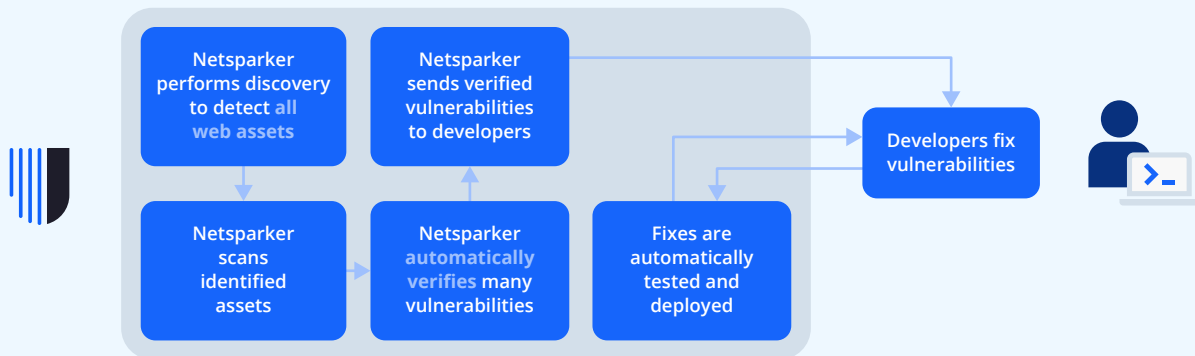 Netsparker
performs discovery
to detect all
web assets
Netsparker
scans
identified
assets
Netsparker
automatically
verifies many
vulnerabilities
Netsparker
sends verified
vulnerabilities
to developers
Developers fix
vulnerabilities
Fixes are
automatically
tested and
deployed